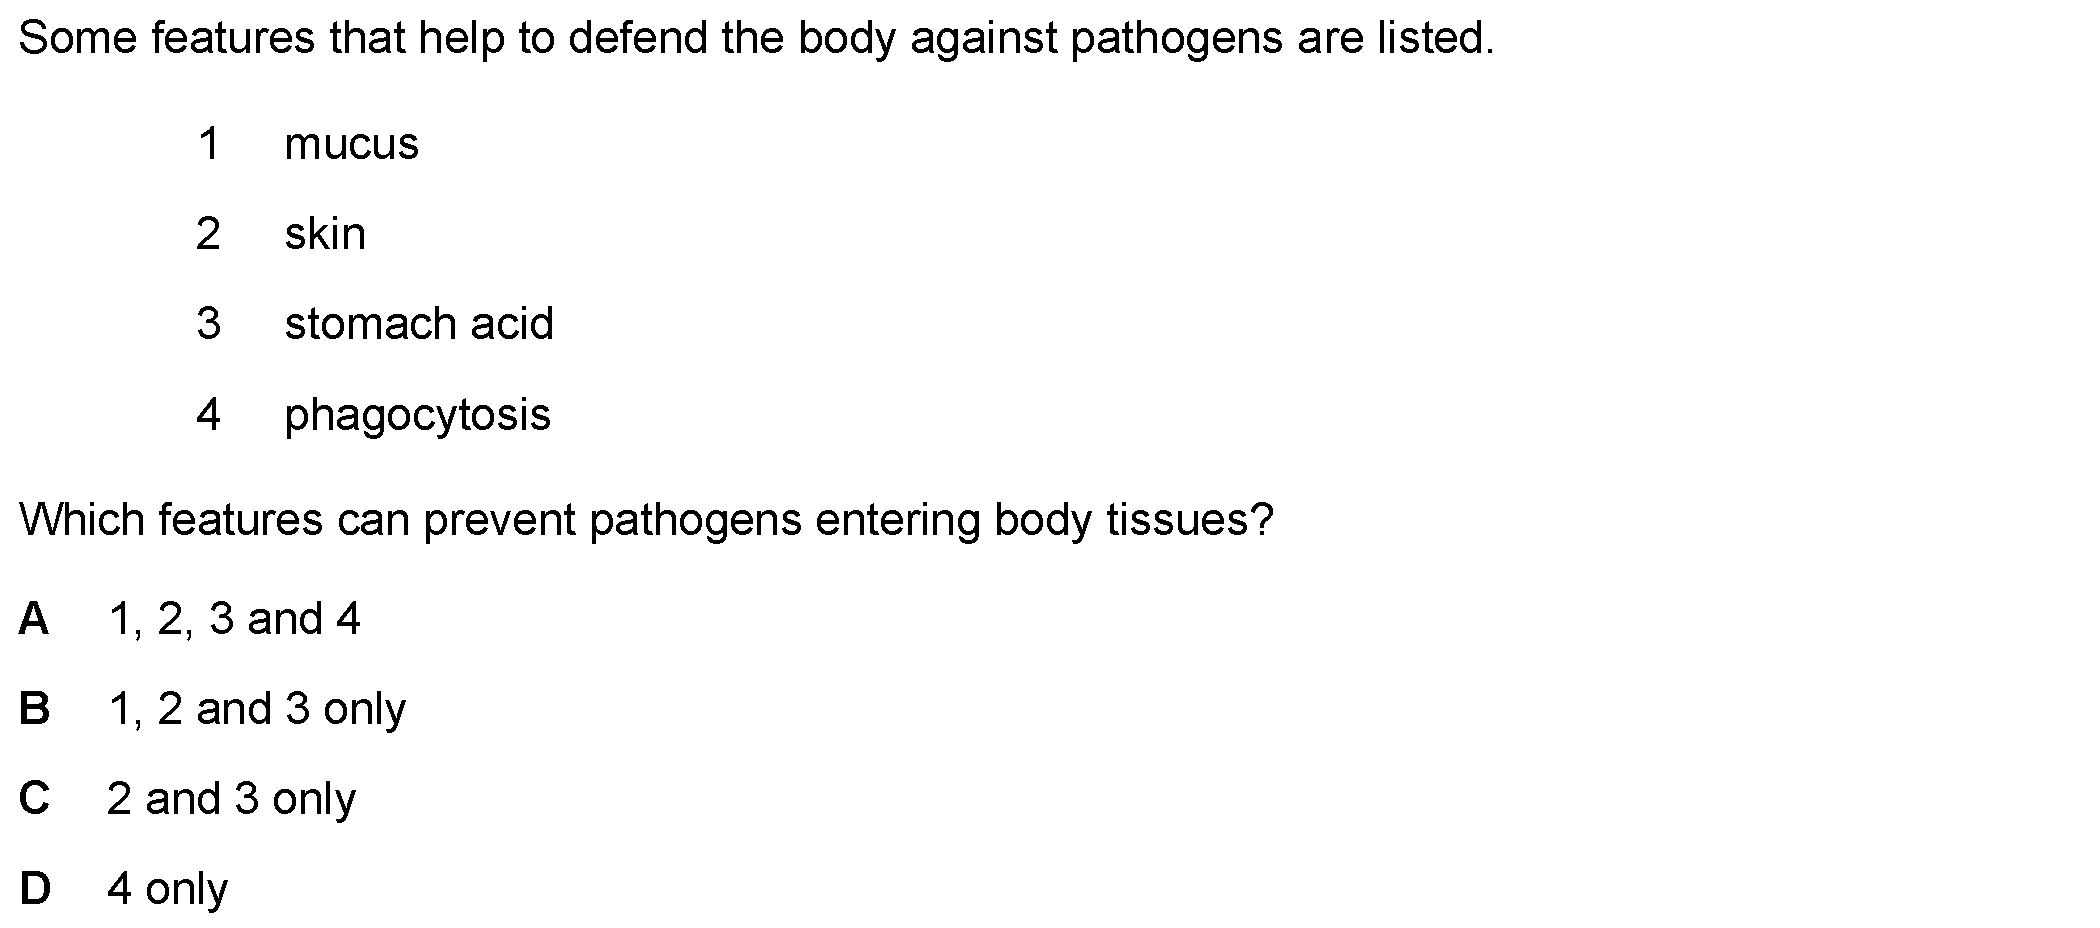 Some features that help to defend the body against pathogens are listed.
1 mucus
2 skin
3 stomach acid
4 phagocytosis
Which features can prevent pathogens entering body tissues?
A 1, 2, 3 and 4
B 1, 2 and 3 only
C 2 and 3 only
D 4 only